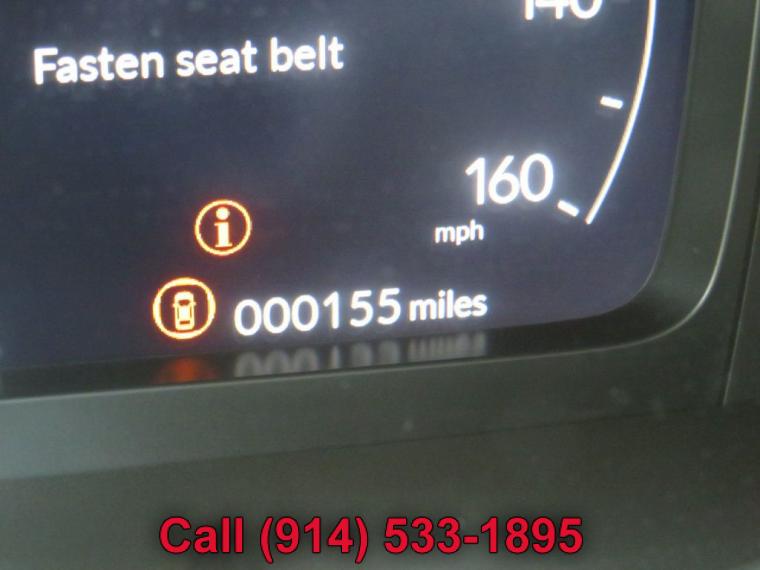 140
Fasten seat belt
160
mph
i
000155 miles
Call (914) 533-1895